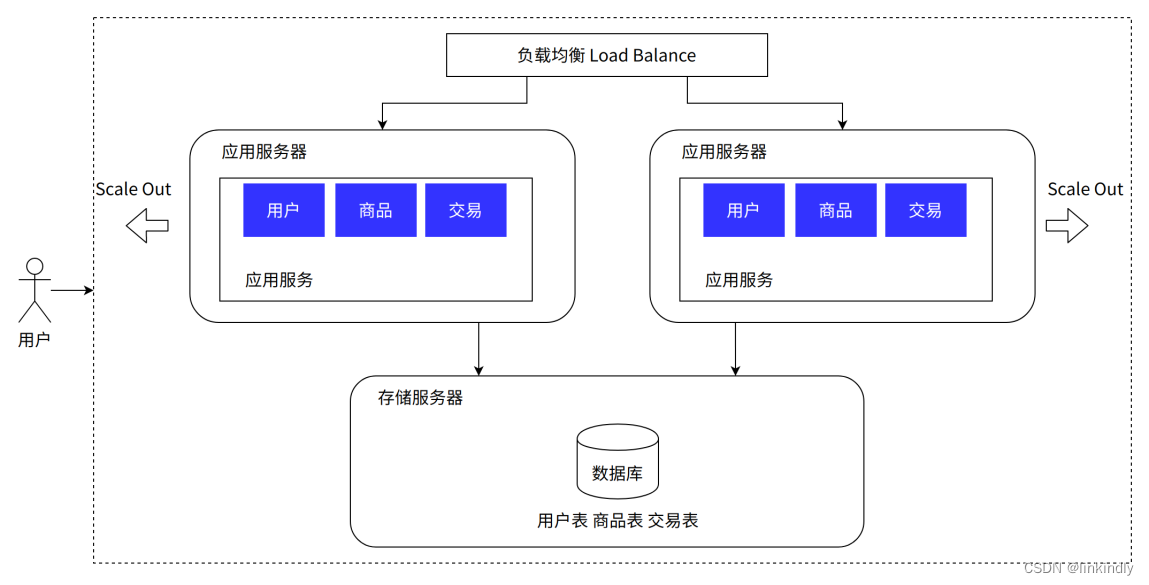 负载均衡 Load Balance
应用服务器
应用服务器
Scale Out
Scale Out
用户 商品 交易
用户 商品 交易
应用服务
应用服务
用户
存储服务器
数据库
用户表 商品表 交易表
CSDN @linkindly